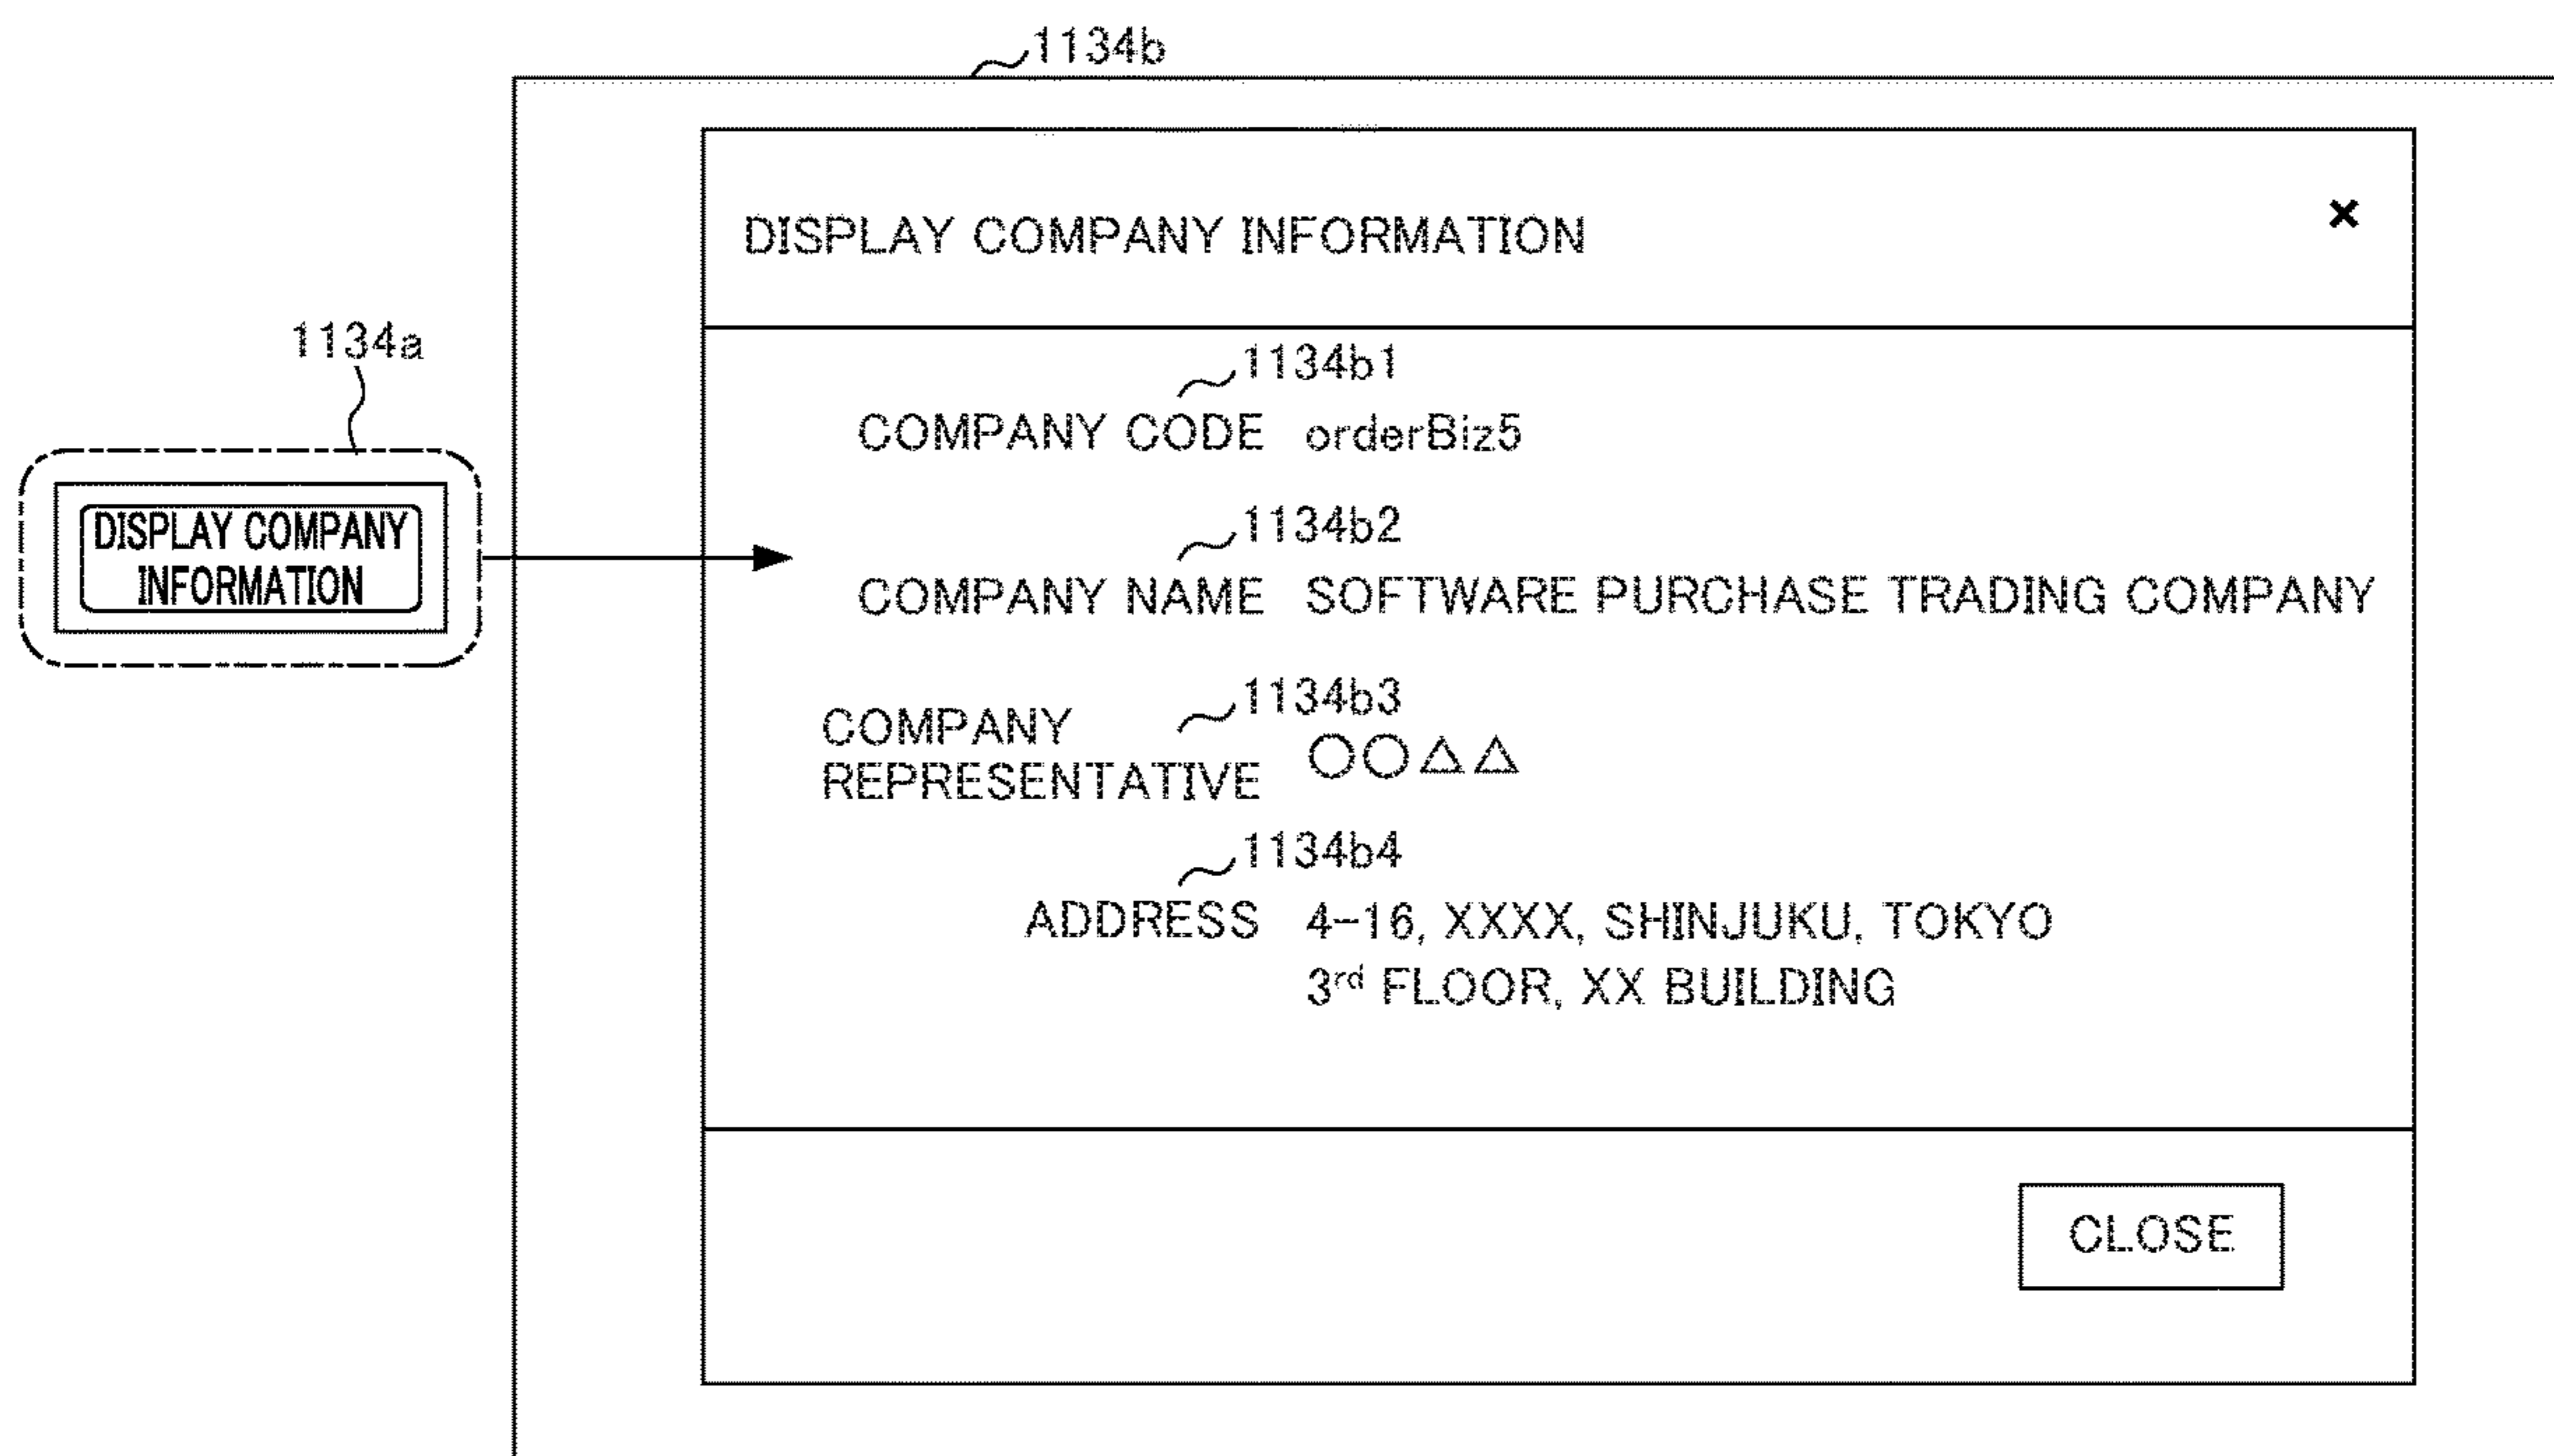 1134b
DISPLAY COMPANY INFORMATION
×
1134a
DISPLAY COMPANY
INFORMATION
1134b1
COMPANY CODE orderBiz5
1134b2
COMPANY NAME SOFTWARE PURCHASE TRADING COMPANY
1134b3
COMPANY
REPRESENTATIVE ○○△△
1134b4
ADDRESS 4-16, XXXX, SHINJUKU, TOKYO
3rd FLOOR, XX BUILDING
CLOSE